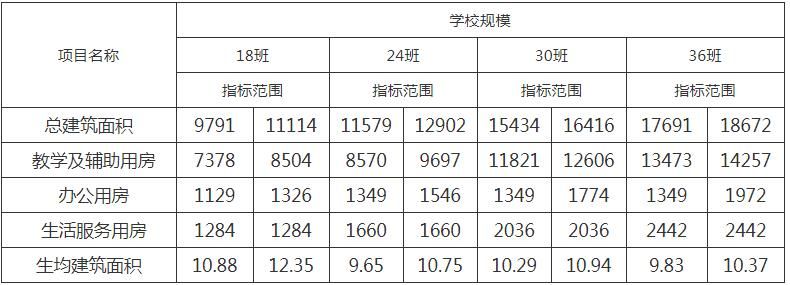 项目名称 学校规模
18班 24班 30班 36班
指标范围 指标范围 指标范围 指标范围
总建筑面积 9791 11114 11579 12902 15434 16416 17691 18672
教学及辅助用房 7378 8504 8570 9697 11821 12606 13473 14257
办公用房 1129 1326 1349 1546 1349 1774 1349 1972
生活服务用房 1284 1284 1660 1660 2036 2036 2442 2442
生均建筑面积 10.88 12.35 9.65 10.75 10.29 10.94 9.83 10.37